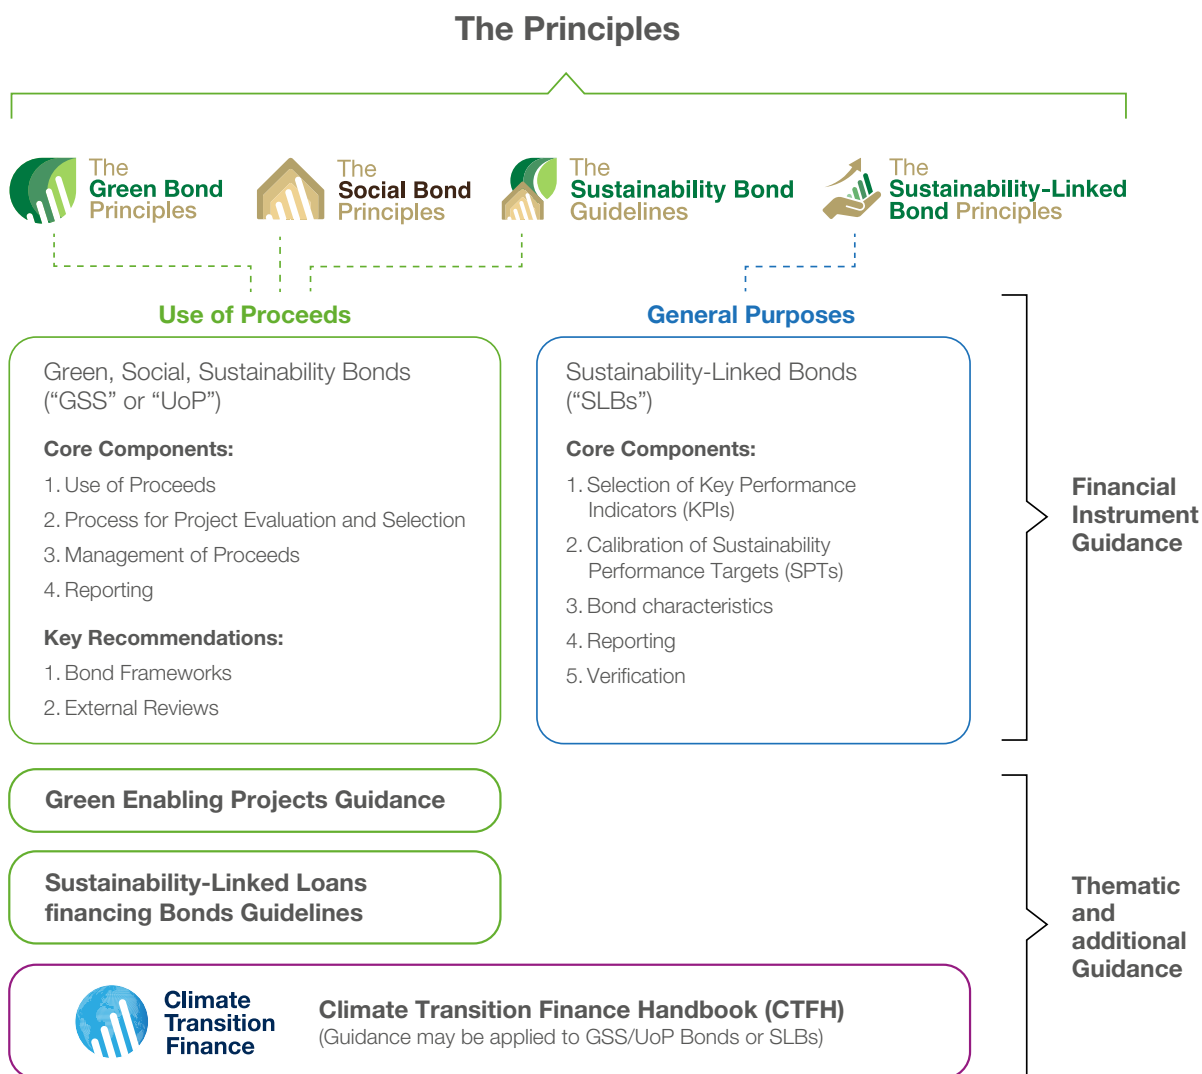 The Principles
The
Green Bond
Principles
The
Social Bond
Principles
The
Sustainability Bond
Guidelines
The
Sustainability-Linked
Bond Principles
Use of Proceeds
Green, Social, Sustainability Bonds
(“GSS” or “UoP”)
Core Components:
1. Use of Proceeds
2. Process for Project Evaluation and Selection
3. Management of Proceeds
4. Reporting
Key Recommendations:
1. Bond Frameworks
2. External Reviews
General Purposes
Sustainability-Linked Bonds
(“SLBs”)
Core Components:
1. Selection of Key Performance
Indicators (KPIs)
2. Calibration of Sustainability
Performance Targets (SPTs)
3. Bond characteristics
4. Reporting
5. Verification
Financial
Instrument
Guidance
Green Enabling Projects Guidance
Sustainability-Linked Loans
financing Bonds Guidelines
Climate
Transition
Finance
Climate Transition Finance Handbook (CTFH)
(Guidance may be applied to GSS/UoP Bonds or SLBs)
Thematic
and
additional
Guidance